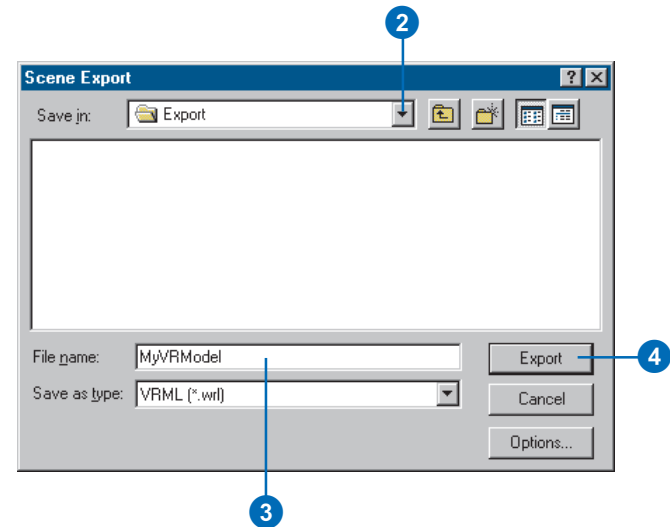 2
Scene Export
Save in: Export
File name: MyVRModel
Export
4
Save as type: VRML (*.wrl)
Cancel
Options...
3